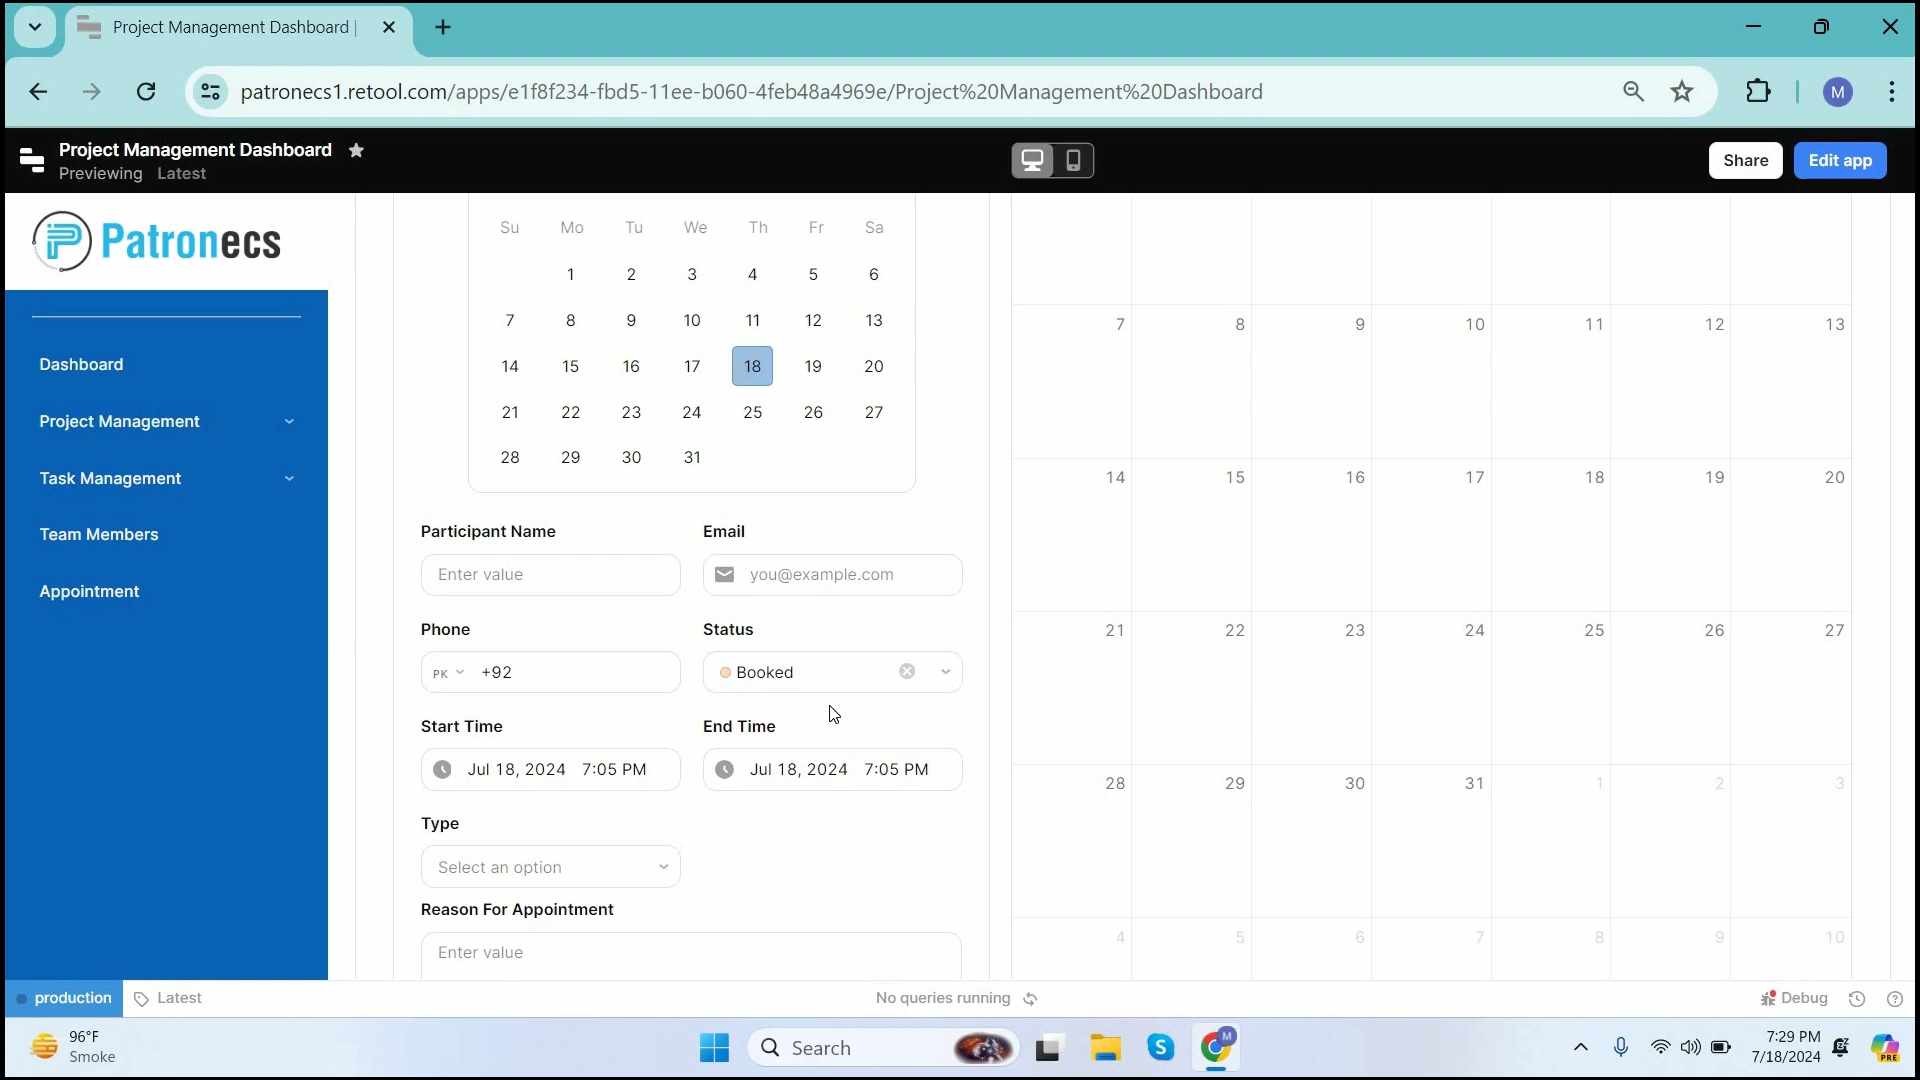 Project Management Dashboard |
patronecs1.retool.com/apps/e1f8f234-fbd5-11ee-b060-4feb48a4969e/Project%20Management%20Dashboard
M
Project Management Dashboard
Previewing Latest
Share
Edit app
Patronecs
Dashboard
Project Management
Task Management
Team Members
Appointment
Su Mo Tu We Th Fr Sa
1 2 3 4 5 6
7 8 9 10 11 12 13
14 15 16 17 18 19 20
21 22 23 24 25 26 27
28 29 30 31
Participant Name
Enter value
Email
you@example.com
Phone
PK +92
Status
Booked
Start Time
Jul 18, 2024 7:05 PM
End Time
Jul 18, 2024 7:05 PM
Type
Select an option
Reason For Appointment
Enter value
7 8 9 10 11 12 13
14 15 16 17 18 19 20
21 22 23 24 25 26 27
28 29 30 31 1 2 3
4 5 6 7 8 9 10
production
Latest
No queries running
Debug
96°F
Smoke
Search
S
M
7:29 PM
7/18/2024
PRE